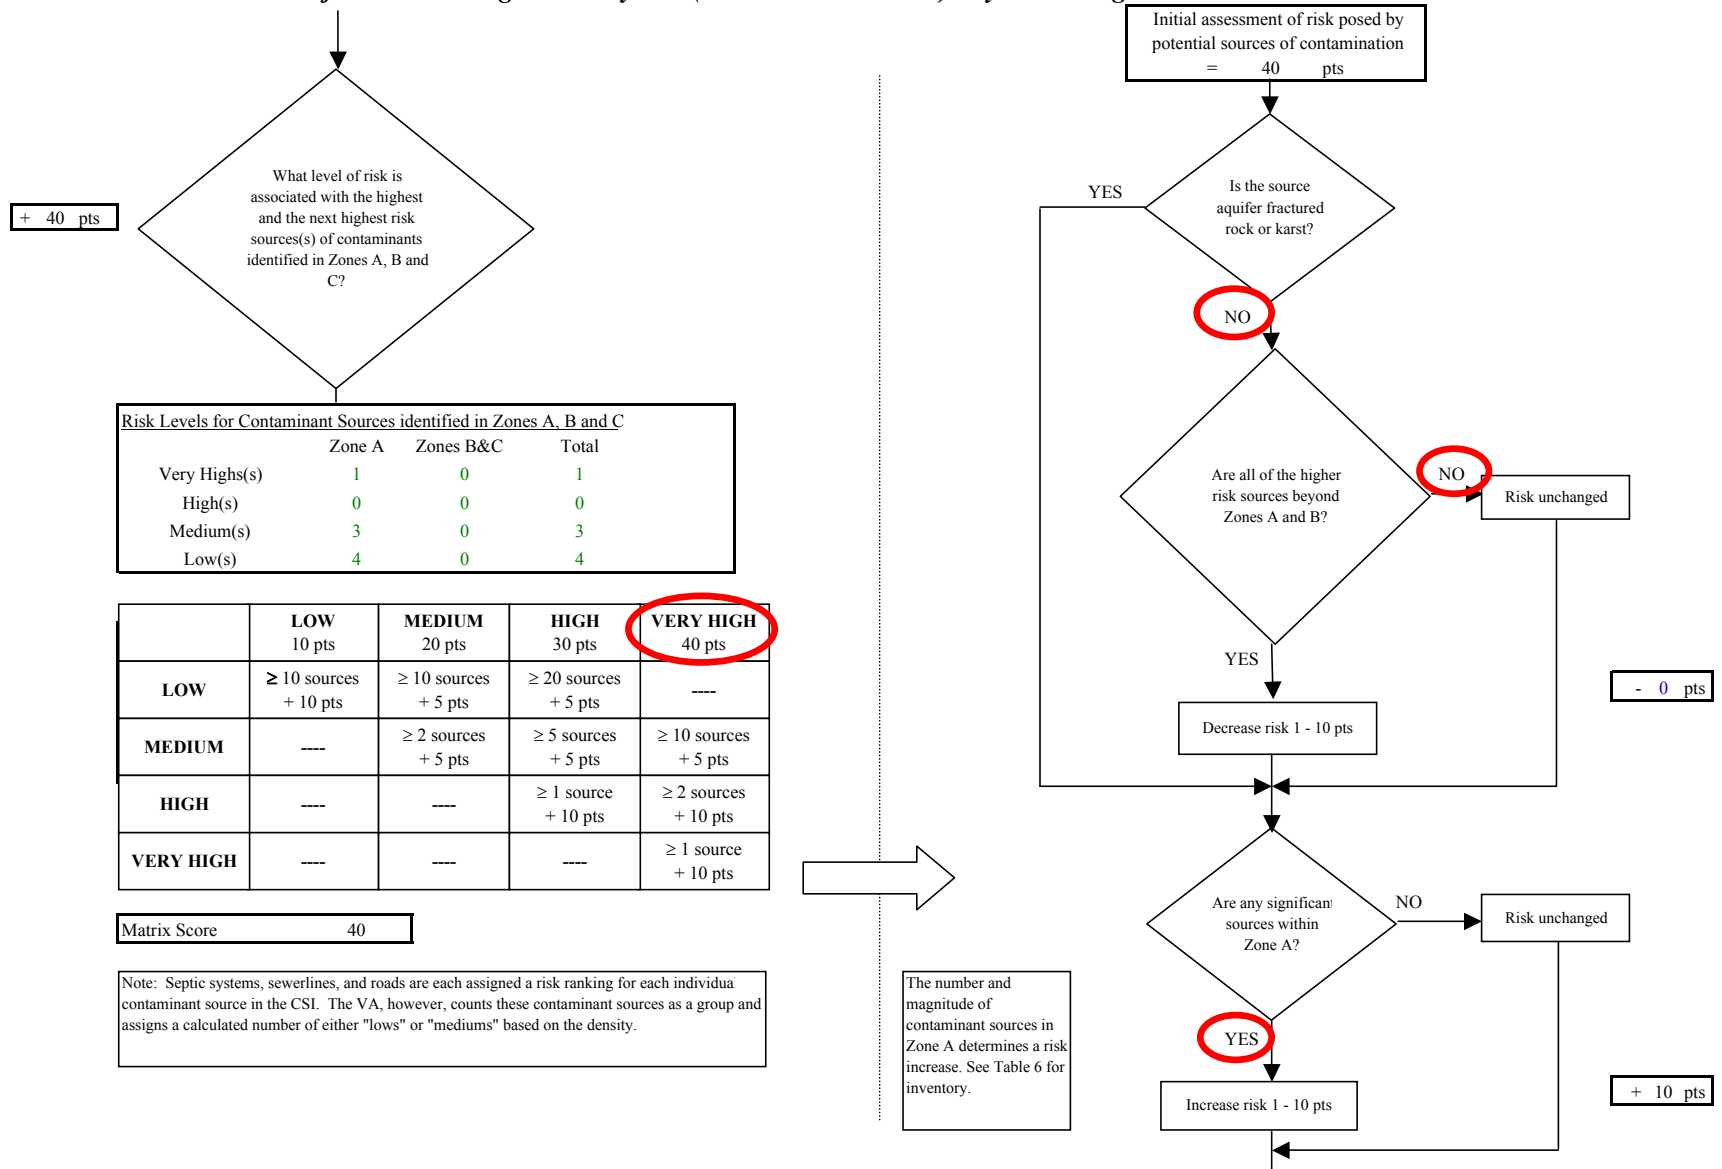 + 40 pts
What level of risk is
associated with the highest
and the next highest risk
sources(s) of contaminants
identified in Zones A, B and
C?
Risk Levels for Contaminant Sources identified in Zones A, B and C
Zone A Zones B&C Total
Very Highs(s) 1 0 1
High(s) 0 0 0
Medium(s) 3 0 3
Low(s) 4 0 4
LOW MEDIUM HIGH VERY HIGH
10 pts 20 pts 30 pts 40 pts
LOW ≥ 10 sources ≥ 10 sources ≥ 20 sources ----
+ 10 pts + 5 pts + 5 pts
MEDIUM ---- ≥ 2 sources ≥ 5 sources ≥ 10 sources
+ 5 pts + 5 pts + 5 pts
HIGH ---- ---- ≥ 1 source ≥ 2 sources
+ 10 pts + 10 pts
VERY HIGH ---- ---- ---- ≥ 1 source
+ 10 pts
Matrix Score 40
Note: Septic systems, sewerlines, and roads are each assigned a risk ranking for each individua
contaminant source in the CSI. The VA, however, counts these contaminant sources as a group and
assigns a calculated number of either "lows" or "mediums" based on the density.
Initial assessment of risk posed by
potential sources of contamination
= 40 pts
YES
Is the source
aquifer fractured
rock or karst?
NO
Are all of the higher
risk sources beyond
Zones A and B?
NO
Risk unchanged
YES
- 0 pts
Decrease risk 1 - 10 pts
Are any significant
sources within
Zone A?
NO
Risk unchanged
The number and
magnitude of
contaminant sources in
Zone A determines a risk
increase. See Table 6 for
inventory.
YES
+ 10 pts
Increase risk 1 - 10 pts